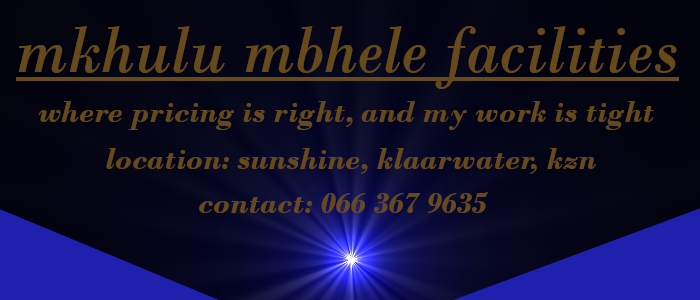 mkhulu mbhele facilities
where pricing is right, and my work is tight
location: sunshine, klaarwater, kzn
contact: 066 367 9635